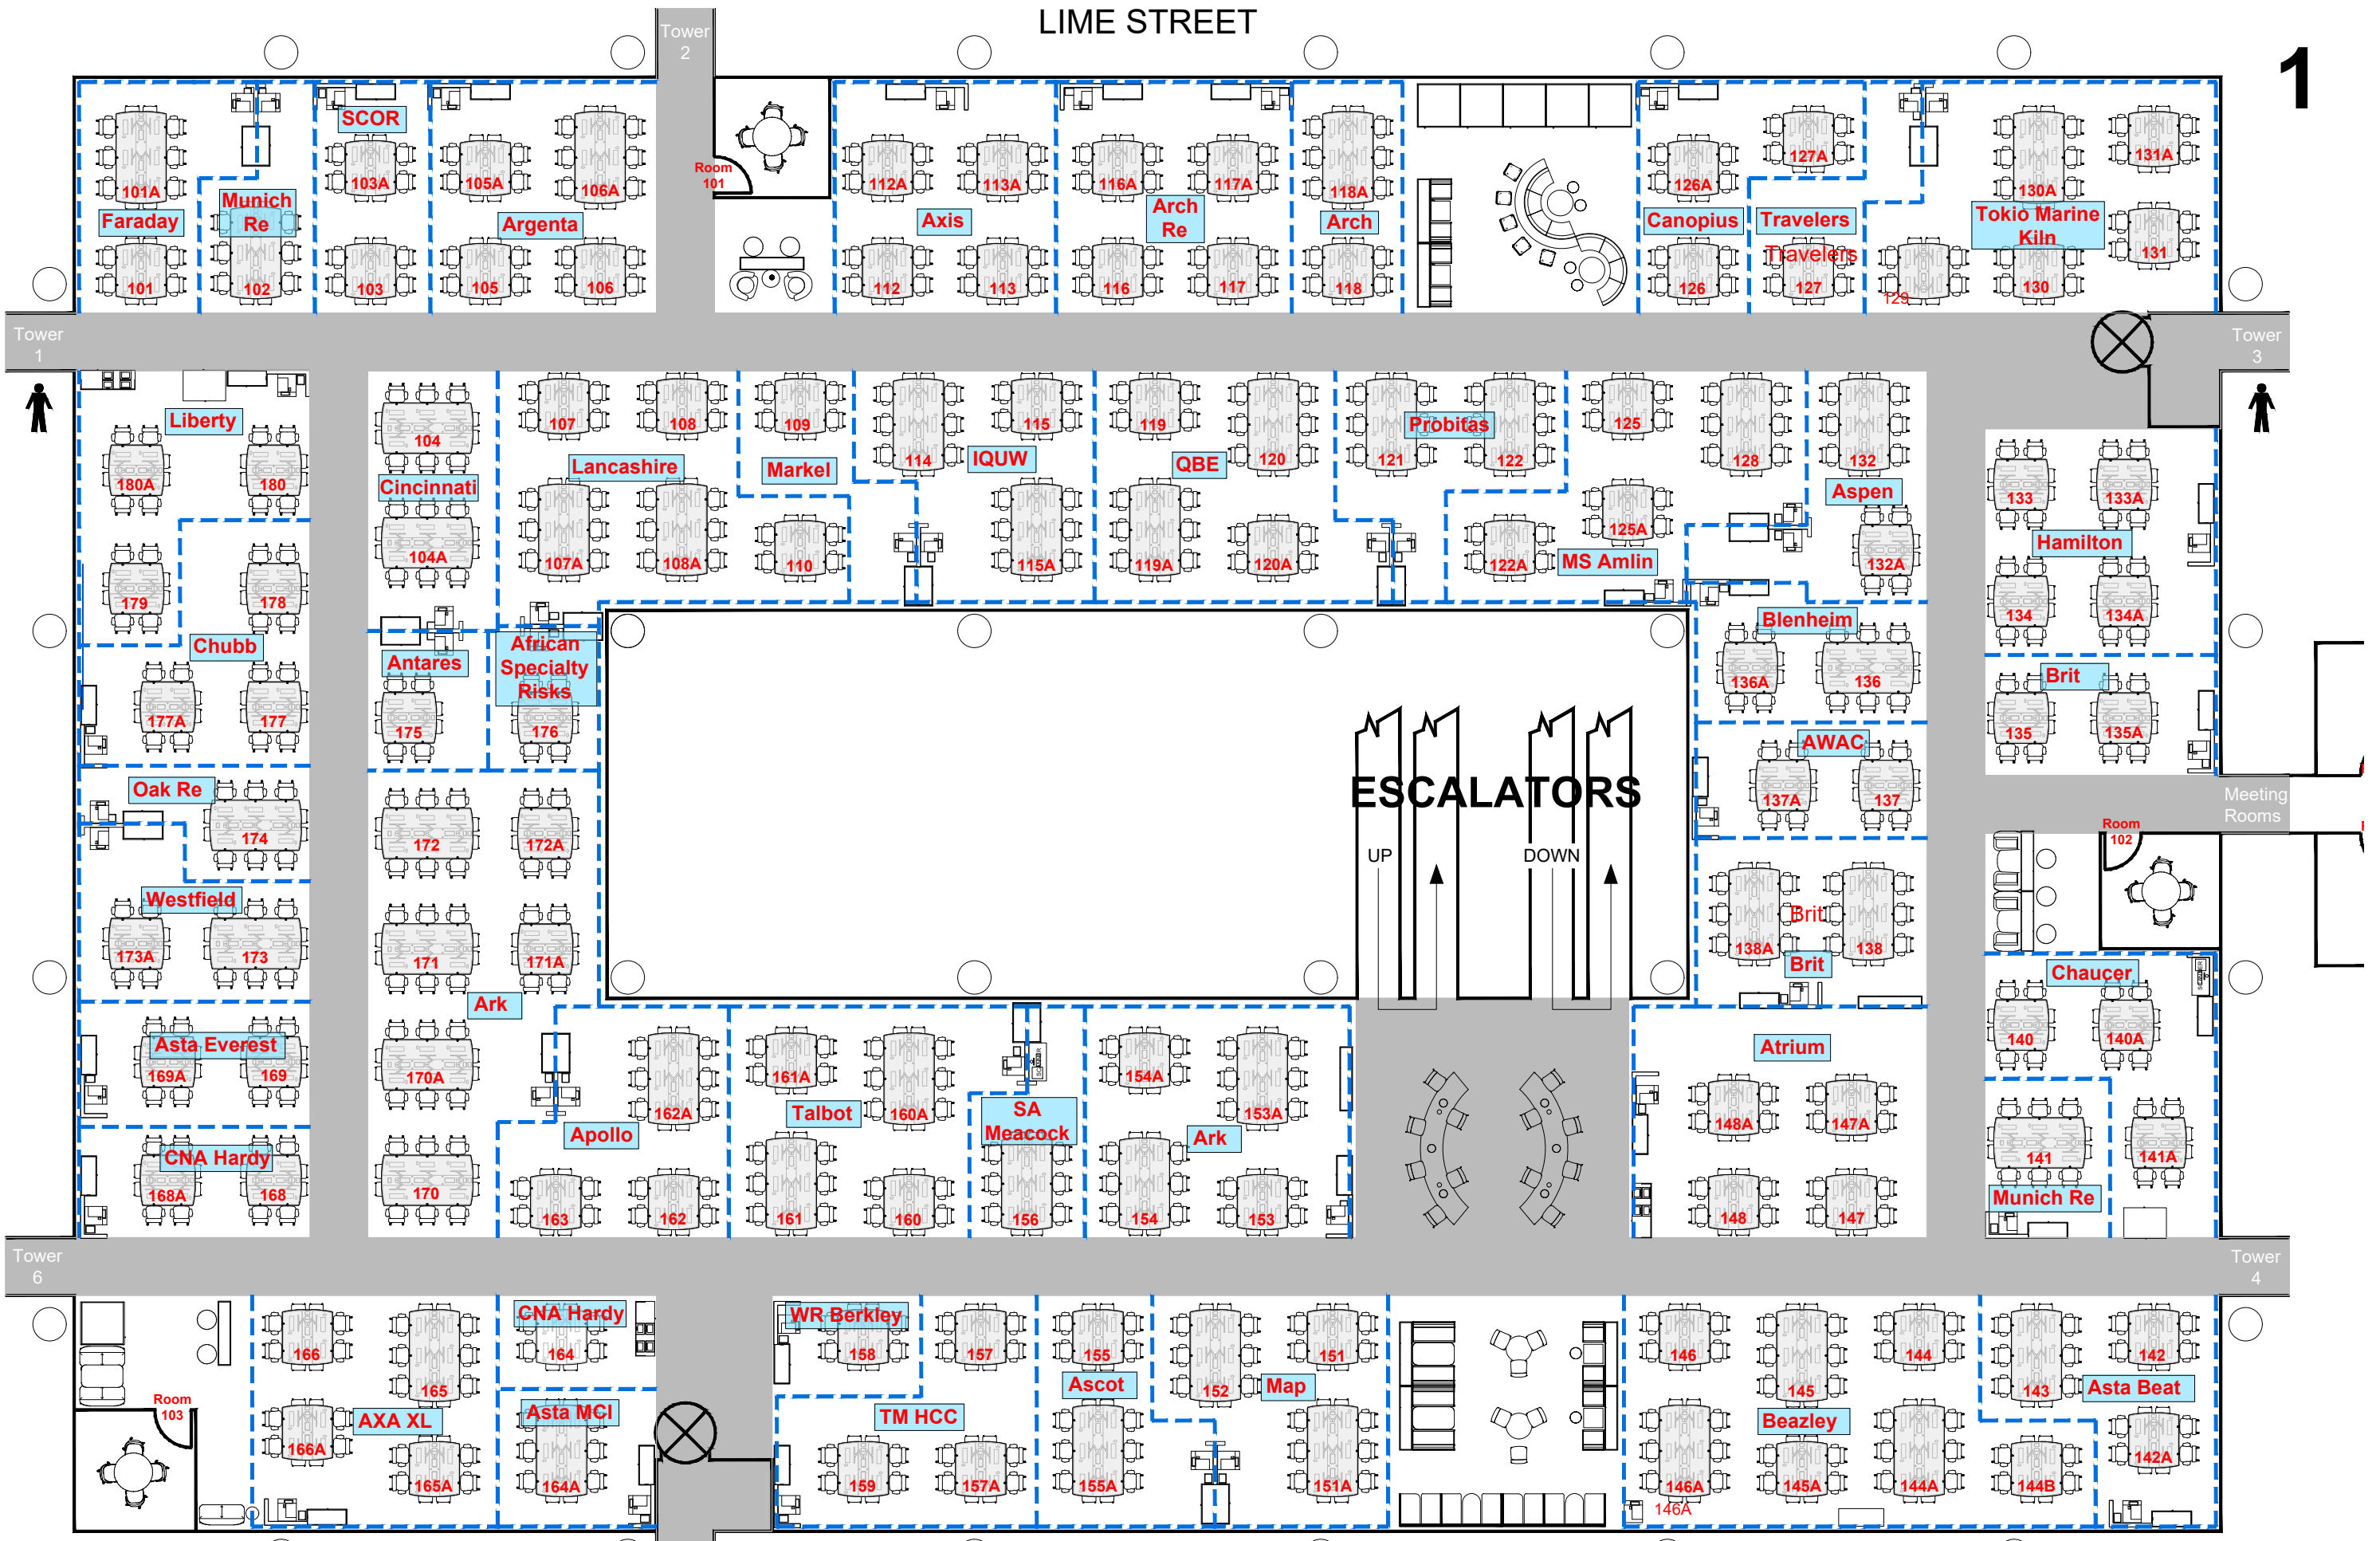 LIME STREET
1
Tower
2
Tower
1
Tower
3
Room
101
101A
Faraday
101
Munich
Re
102
SCOR
103A
103
105A
106A
Argenta
105
106
112A
113A
Axis
112
113
116A
117A
Arch
Re
116
117
118A
Arch
118
126A
Canopius
126
127A
Travelers
Travelers
127
129
130A
131A
Tokio Marine
Kiln
130
131
Liberty
180A
180
179
178
Chubb
177A
177
Oak Re
174
Westfield
173A
173
Asta Everest
169A
169
CNA Hardy
168A
168
104
Cincinnati
104A
107
108
Lancashire
107A
108A
109
Markel
110
114
115
IQUW
115A
119
120
QBE
119A
120A
121
Probitas
122
125
128
125A
122A
MS Amlin
132
Aspen
132A
133
133A
Hamilton
134
134A
Brit
135
135A
Antares
175
African
Specialty
Risks
176
172
172A
171
171A
Ark
170A
170
Blenheim
136A
136
AWAC
137A
137
138A
Brit
138
Brit
ESCALATORS
UP
DOWN
Meeting
Rooms
Room
102
Chaucer
140
140A
141
141A
Munich Re
162A
Apollo
163
162
161A
160A
Talbot
161
160
SA
Meacock
156
154A
153A
Ark
154
153
Atrium
148A
147A
148
147
Tower
6
Tower
4
Room
103
166
165
166A
AXA XL
165A
CNA Hardy
164
Asta MCI
164A
WR Berkley
158
157
TM HCC
159
157A
155
Ascot
155A
152
151
Map
151A
146
145
144
Beazley
146A
145A
144A
144B
146A
143
142
Asta Beat
142A